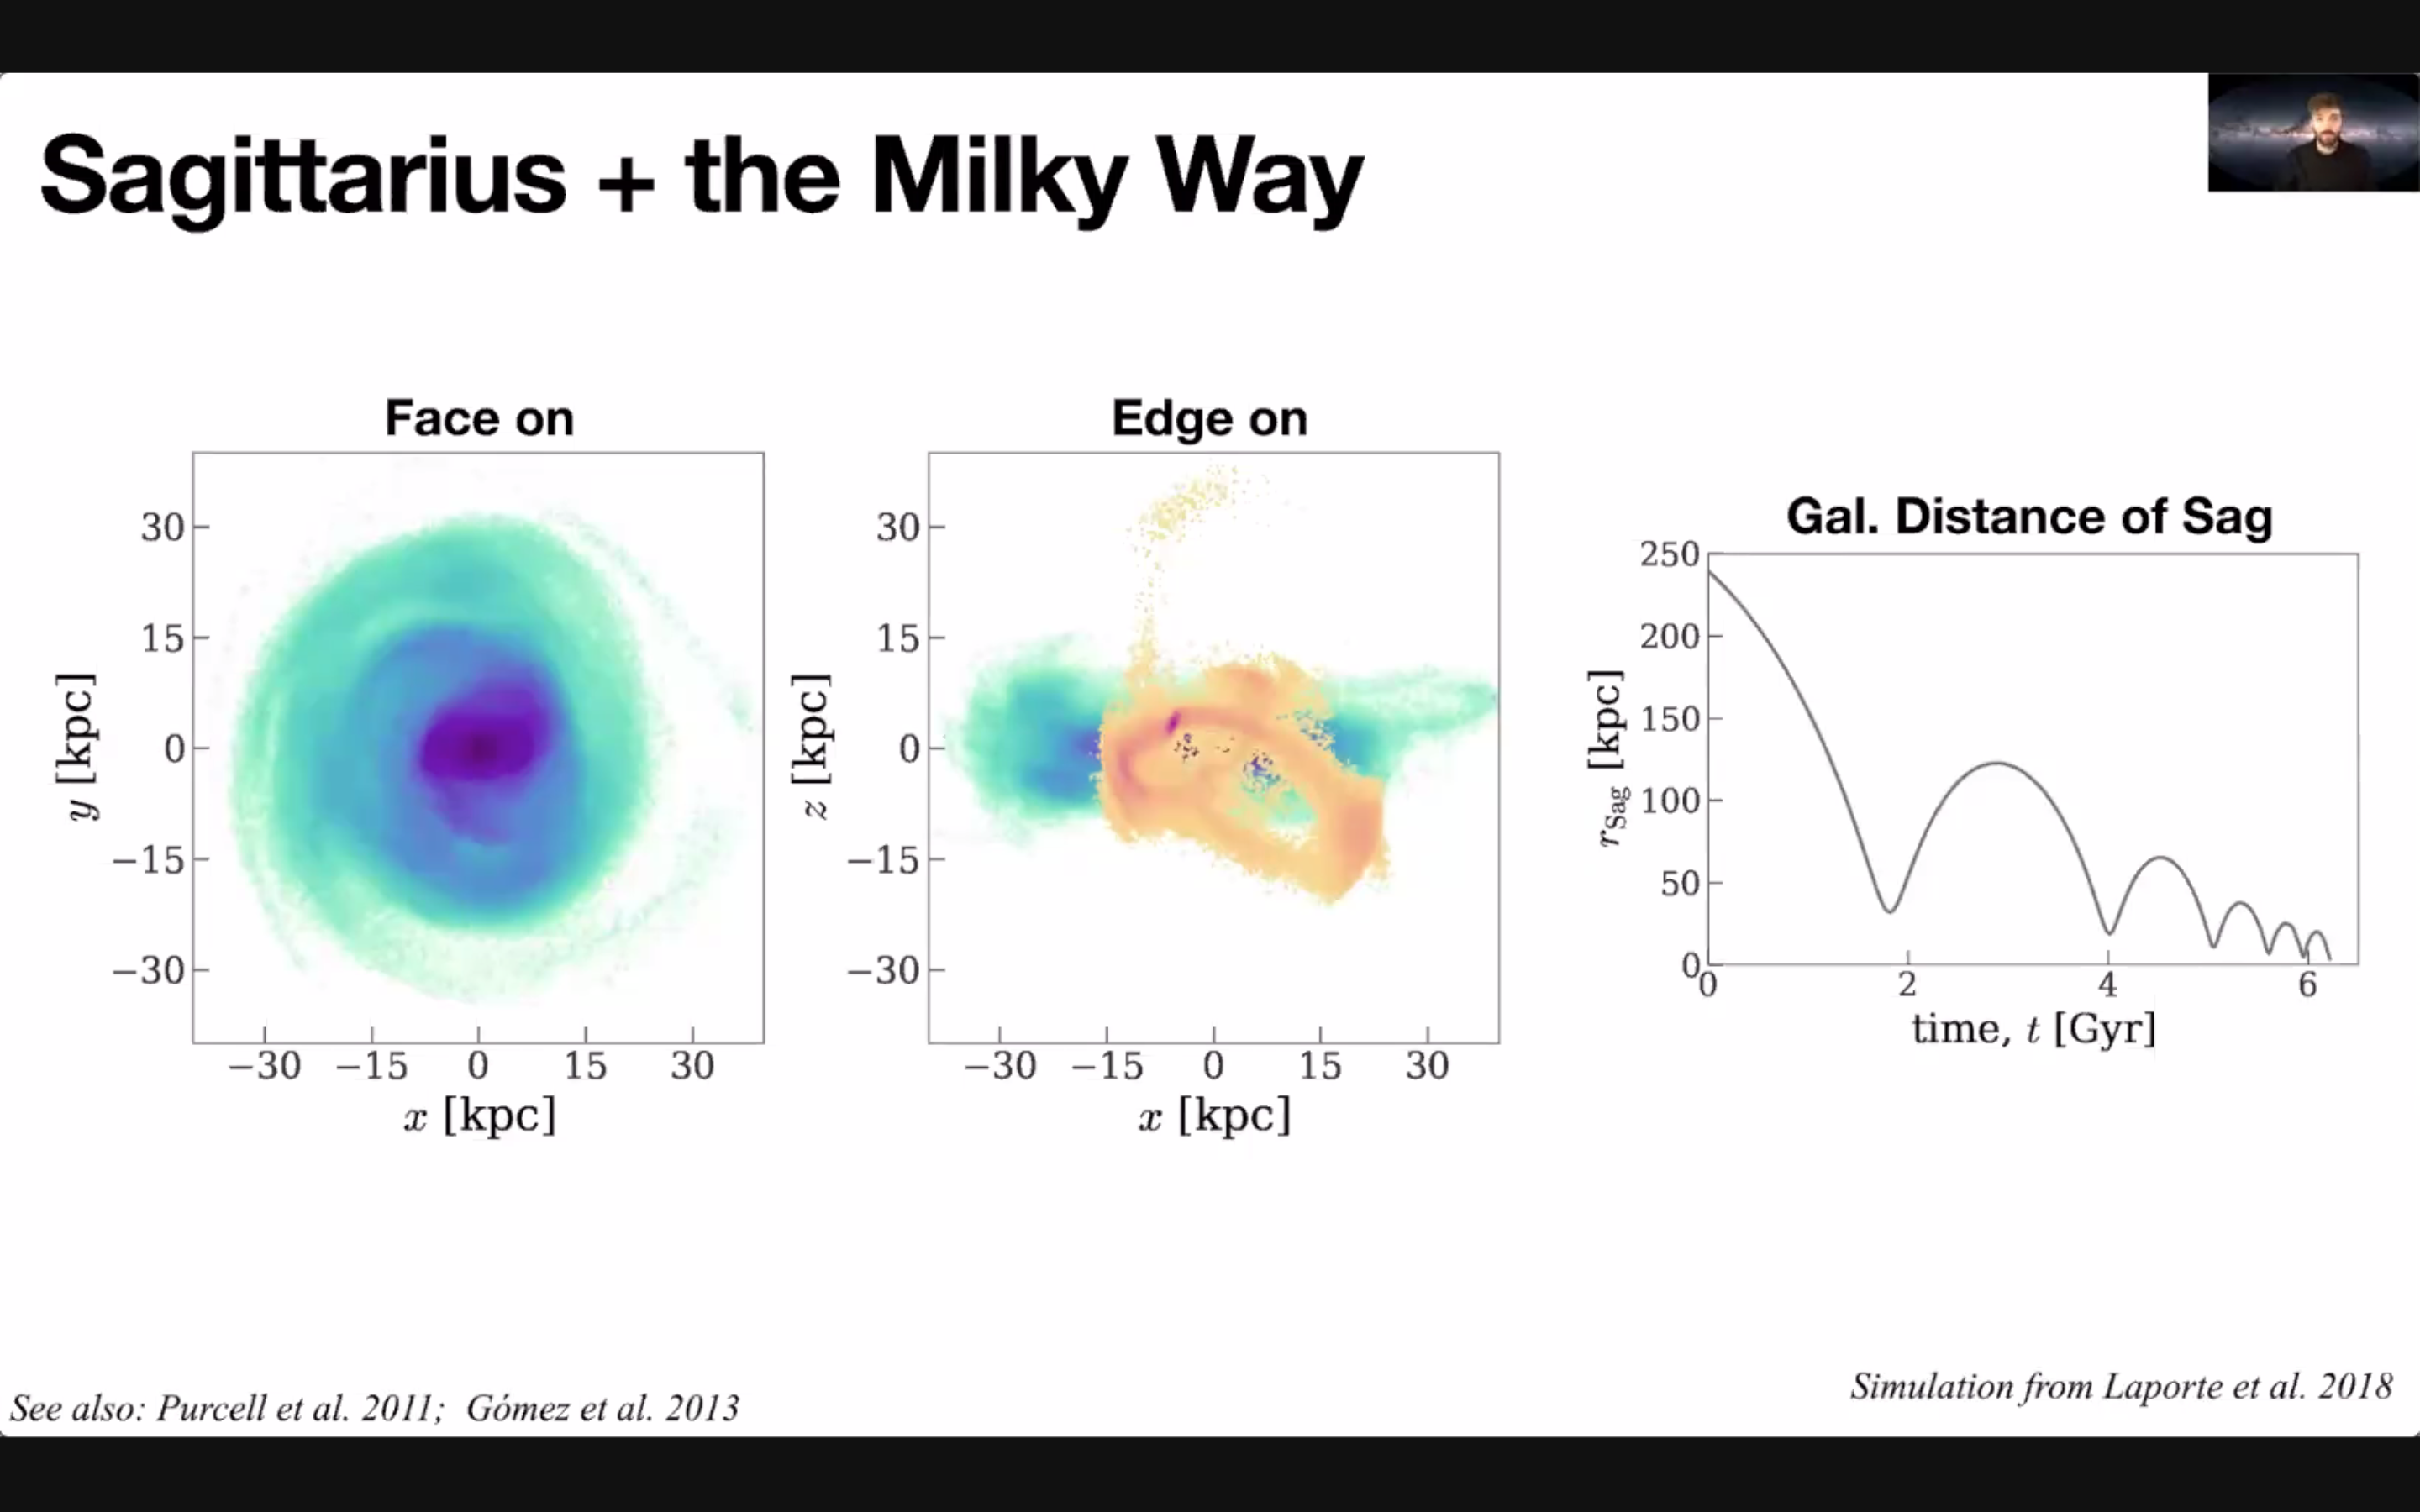 Sagittarius + the Milky Way
Face on
30
15
0
−15
−30
y [kpc]
−30 −15 0 15 30
x [kpc]
Edge on
30
15
0
−15
−30
z [kpc]
−30 −15 0 15 30
x [kpc]
Gal. Distance of Sag
250
200
150
100
50
0
rSag [kpc]
0 2 4 6
time, t [Gyr]
See also: Purcell et al. 2011; Gómez et al. 2013
Simulation from Laporte et al. 2018